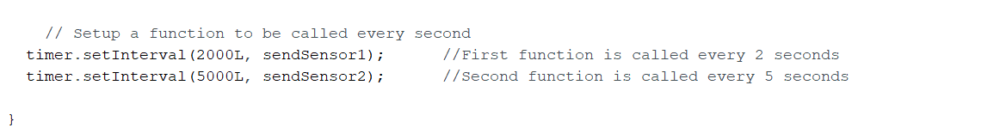 // Setup a function to be called every second
timer.setInterval(2000L, sendSensor1);       //First function is called every 2 seconds
timer.setInterval(5000L, sendSensor2);       //Second function is called every 5 seconds
}